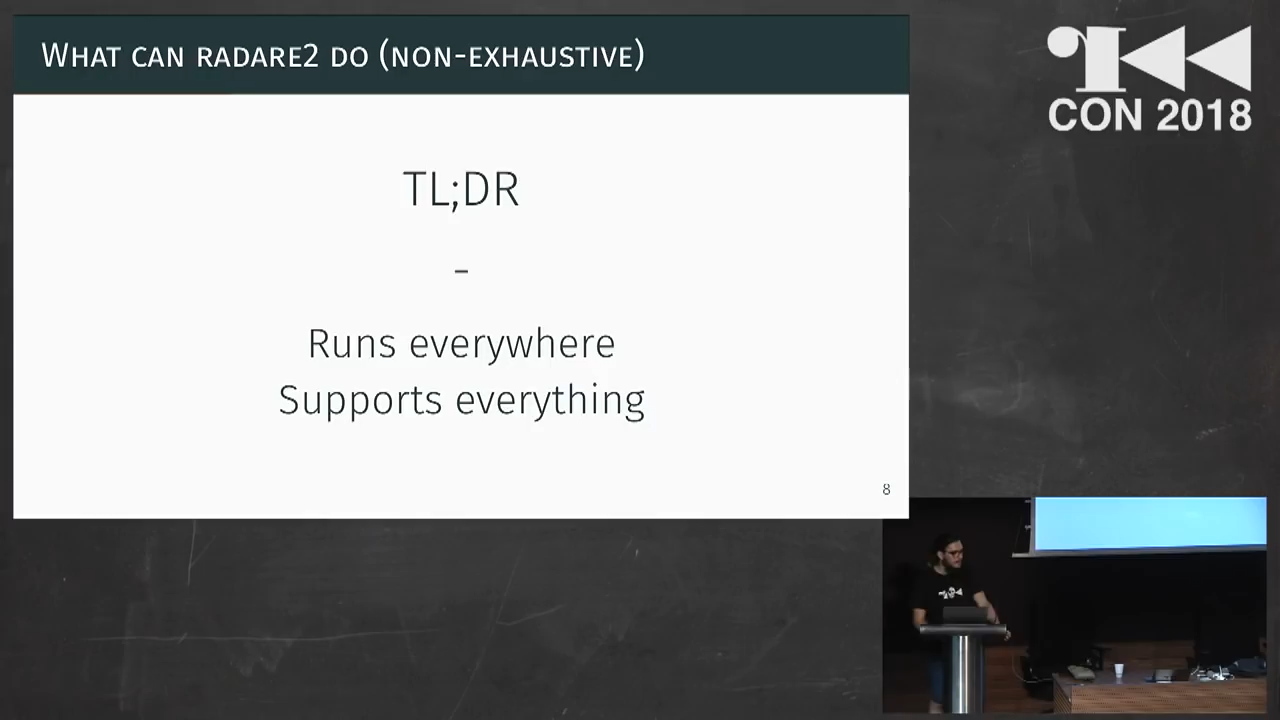 What can radare2 do (non-exhaustive)
TL;DR
-
Runs everywhere
Supports everything
8
CON 2018